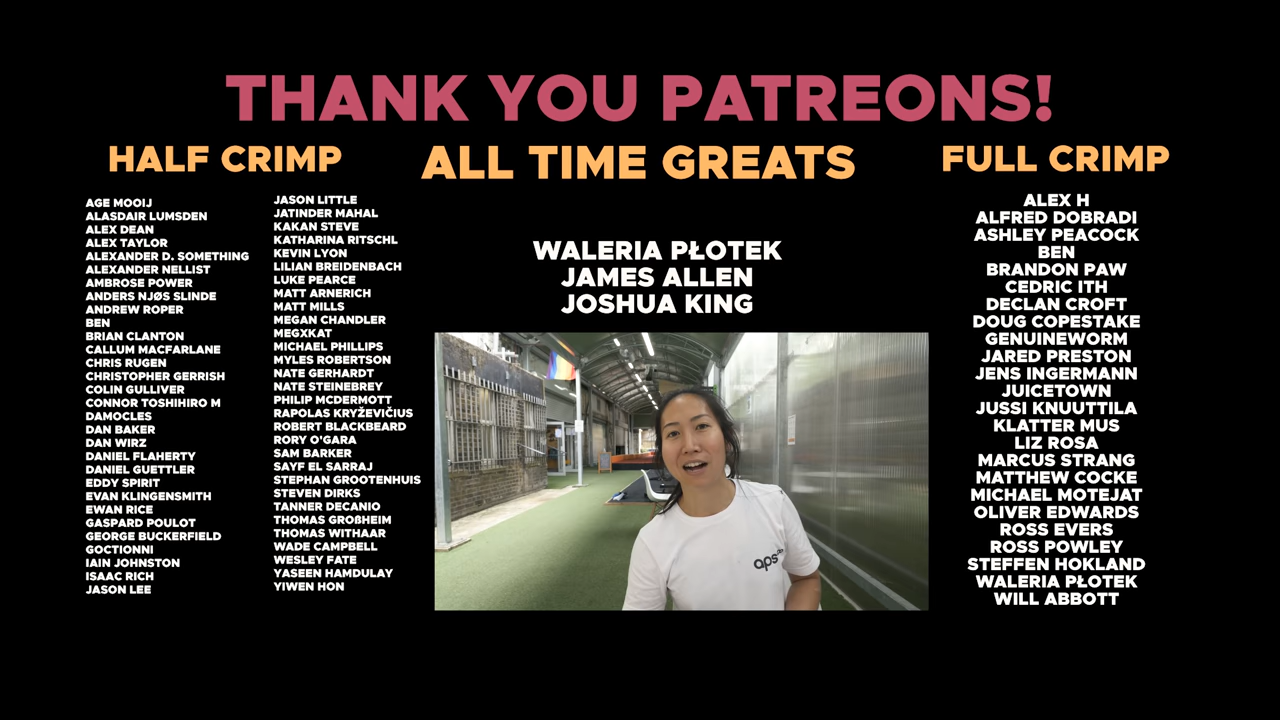 THANK YOU PATREONS!
HALF CRIMP
AGE MOOIJ
ALASDAIR LUMSDEN
ALEX DEAN
ALEX TAYLOR
ALEXANDER D. SOMETHING
ALEXANDER NELLIST
AMBROSE POWER
ANDERS NJØS SLINDE
ANDREW ROPER
BEN
BRIAN CLANTON
CALLUM MACFARLANE
CHRIS RUGEN
CHRISTOPHER GERRISH
COLIN GULLIVER
CONNOR TOSHIHIRO M
DAMOCLES
DAN BAKER
DAN WIRZ
DANIEL FLAHERTY
DANIEL GUETTLER
EDDY SPIRIT
EVAN KLINGENSMITH
EWAN RICE
GASPARD POULOT
GEORGE BUCKERFIELD
GOCTIONNI
IAIN JOHNSTON
ISAAC RICH
JASON LEE
JASON LITTLE
JATINDER MAHAL
KAKAN STEVE
KATHARINA RITSCHL
KEVIN LYON
LILIAN BREIDENBACH
LUKE PEARCE
MATT ARNERICH
MATT MILLS
MEGAN CHANDLER
MEGXKAT
MICHAEL PHILLIPS
MYLES ROBERTSON
NATE GERHARDT
NATE STEINEBREY
PHILIP MCDERMOTT
RAPOLAS KRYŽEVIČIUS
ROBERT BLACKBEARD
RORY O'GARA
SAM BARKER
SAYF EL SARRAJ
STEPHAN GROOTENHUIS
STEVEN DIRKS
TANNER DECANIO
THOMAS GROßHEIM
THOMAS WITHAAR
WADE CAMPBELL
WESLEY FATE
YASEEN HAMDULAY
YIWEN HON
ALL TIME GREATS
WALERIA PŁOTEK
JAMES ALLEN
JOSHUA KING
aps
FULL CRIMP
ALEX H
ALFRED DOBRADI
ASHLEY PEACOCK
BEN
BRANDON PAW
CEDRIC ITH
DECLAN CROFT
DOUG COPESTAKE
GENUINEWORM
JARED PRESTON
JENS INGERMANN
JUICETOWN
JUSSI KNUUTTILA
KLATTER MUS
LIZ ROSA
MARCUS STRANG
MATTHEW COCKE
MICHAEL MOTEJAT
OLIVER EDWARDS
ROSS EVERS
ROSS POWLEY
STEFFEN HOKLAND
WALERIA PŁOTEK
WILL ABBOTT